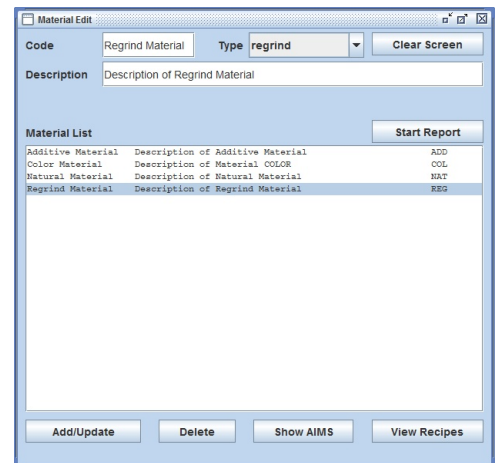 Material Edit
Code Regrind Material Type regrind Clear Screen
Description Description of Regrind Material
Material List Start Report
Additive Material Description of Additive Material ADD
Color Material Description of Material COLOR COL
Natural Material Description of Natural Material NAT
Regrind Material Description of Regrind Material REG
Add/Update Delete Show AIMS View Recipes